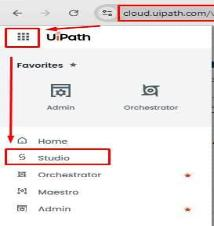 cloud.uipath.com/
UiPath
Favorites ★
Admin
Orchestrator
Home
Studio
Orchestrator ★
Maestro
Admin ★